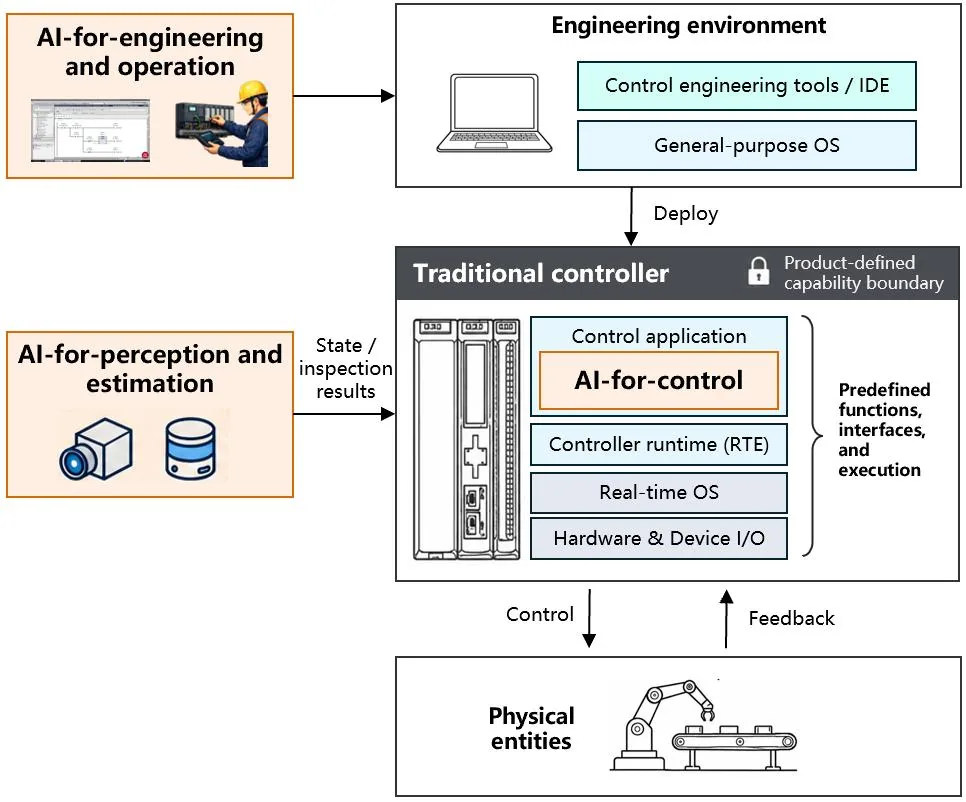 AI-for-engineering
and operation
Engineering environment
Control engineering tools / IDE
General-purpose OS
Deploy
Traditional controller
Product-defined
capability boundary
AI-for-perception and
estimation
State /
inspection
results
Control application
AI-for-control
Controller runtime (RTE)
Real-time OS
Hardware & Device I/O
Predefined
functions,
interfaces,
and
execution
Control
Feedback
Physical
entities